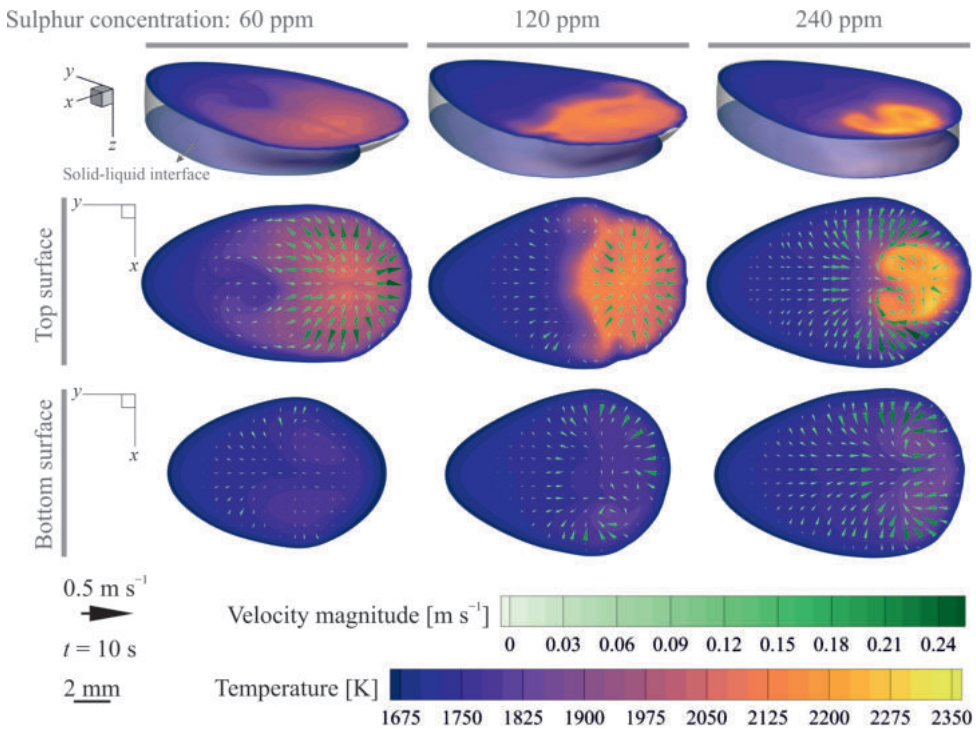 Sulphur concentration: 60 ppm 120 ppm 240 ppm
y
x
z
Solid-liquid interface
Top surface
y
x
Bottom surface
y
x
0.5 m s⁻¹
t = 10 s
2 mm
Velocity magnitude [m s⁻¹]
0 0.03 0.06 0.09 0.12 0.15 0.18 0.21 0.24
Temperature [K]
1675 1750 1825 1900 1975 2050 2125 2200 2275 2350